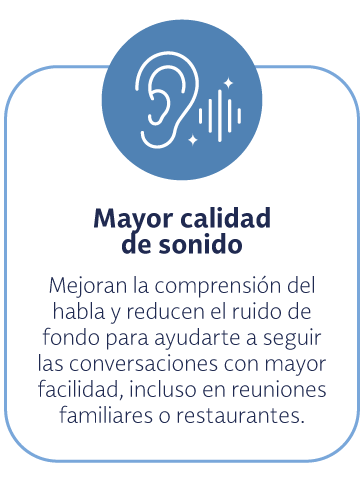 Mayor calidad
de sonido
Mejoran la comprensión del
habla y reducen el ruido de
fondo para ayudarte a seguir
las conversaciones con mayor
facilidad, incluso en reuniones
familiares o restaurantes.